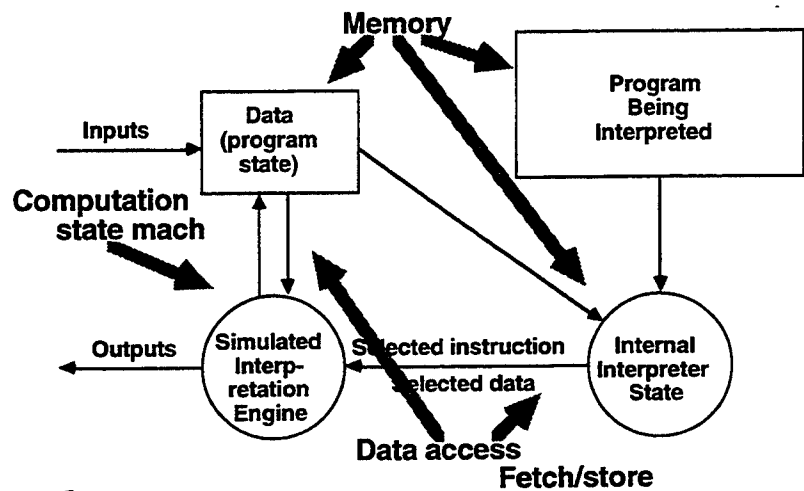 Memory
Program
Being
Interpreted
Data
(program
state)
Inputs
Computation
state mach
Outputs
Simulated
Interp-
retation
Engine
Selected instruction
Selected data
Internal
Interpreter
State
Data access
Fetch/store